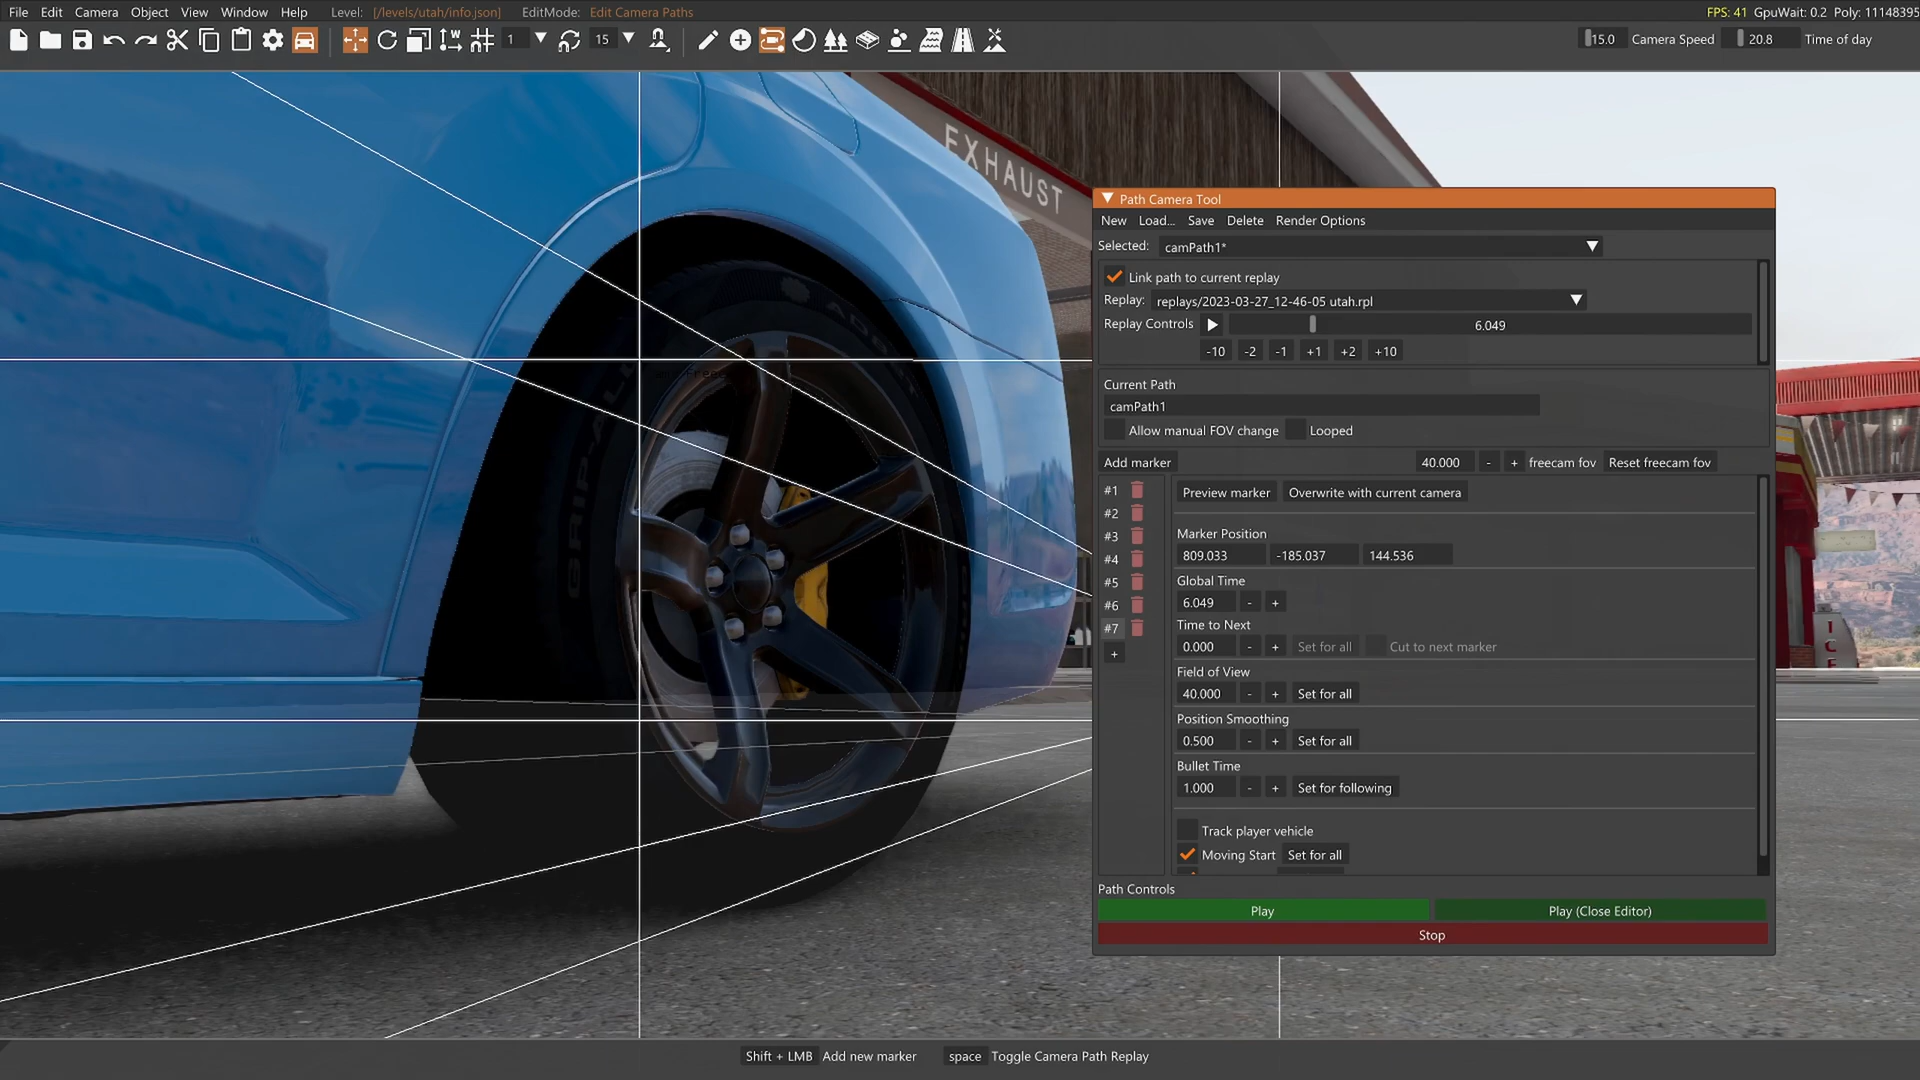 File Edit Camera Object View Window Help Level: [/levels/utah/info.json] EditMode: Edit Camera Paths FPS: 41 GpuWait: 0.2 Poly: 11148395
1 15 15.0 Camera Speed 20.8 Time of day
EXHAUST
Path Camera Tool
New Load... Save Delete Render Options
Selected: camPath1*
Link path to current replay
Replay: replays/2023-03-27_12-46-05 utah.rpl
Replay Controls 6.049
-10 -2 -1 +1 +2 +10
Current Path
camPath1
Allow manual FOV change Looped
Add marker 40.000 - + freecam fov Reset freecam fov
#1 Preview marker Overwrite with current camera
#2
#3 Marker Position
#4 809.033 -185.037 144.536
#5 Global Time
#6 6.049 - +
#7 Time to Next
+ 0.000 - + Set for all Cut to next marker
Field of View
40.000 - + Set for all
Position Smoothing
0.500 - + Set for all
Bullet Time
1.000 - + Set for following
Track player vehicle
Moving Start Set for all
Path Controls
Play Play (Close Editor)
Stop
ICE
Shift + LMB Add new marker space Toggle Camera Path Replay